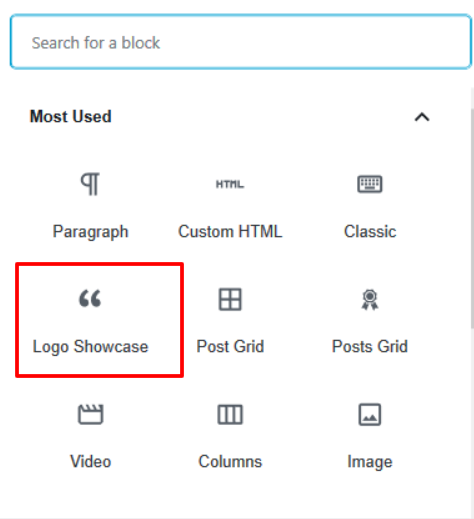 Search for a block
Most Used
HTML
Paragraph Custom HTML Classic
Logo Showcase Post Grid Posts Grid
Video Columns Image